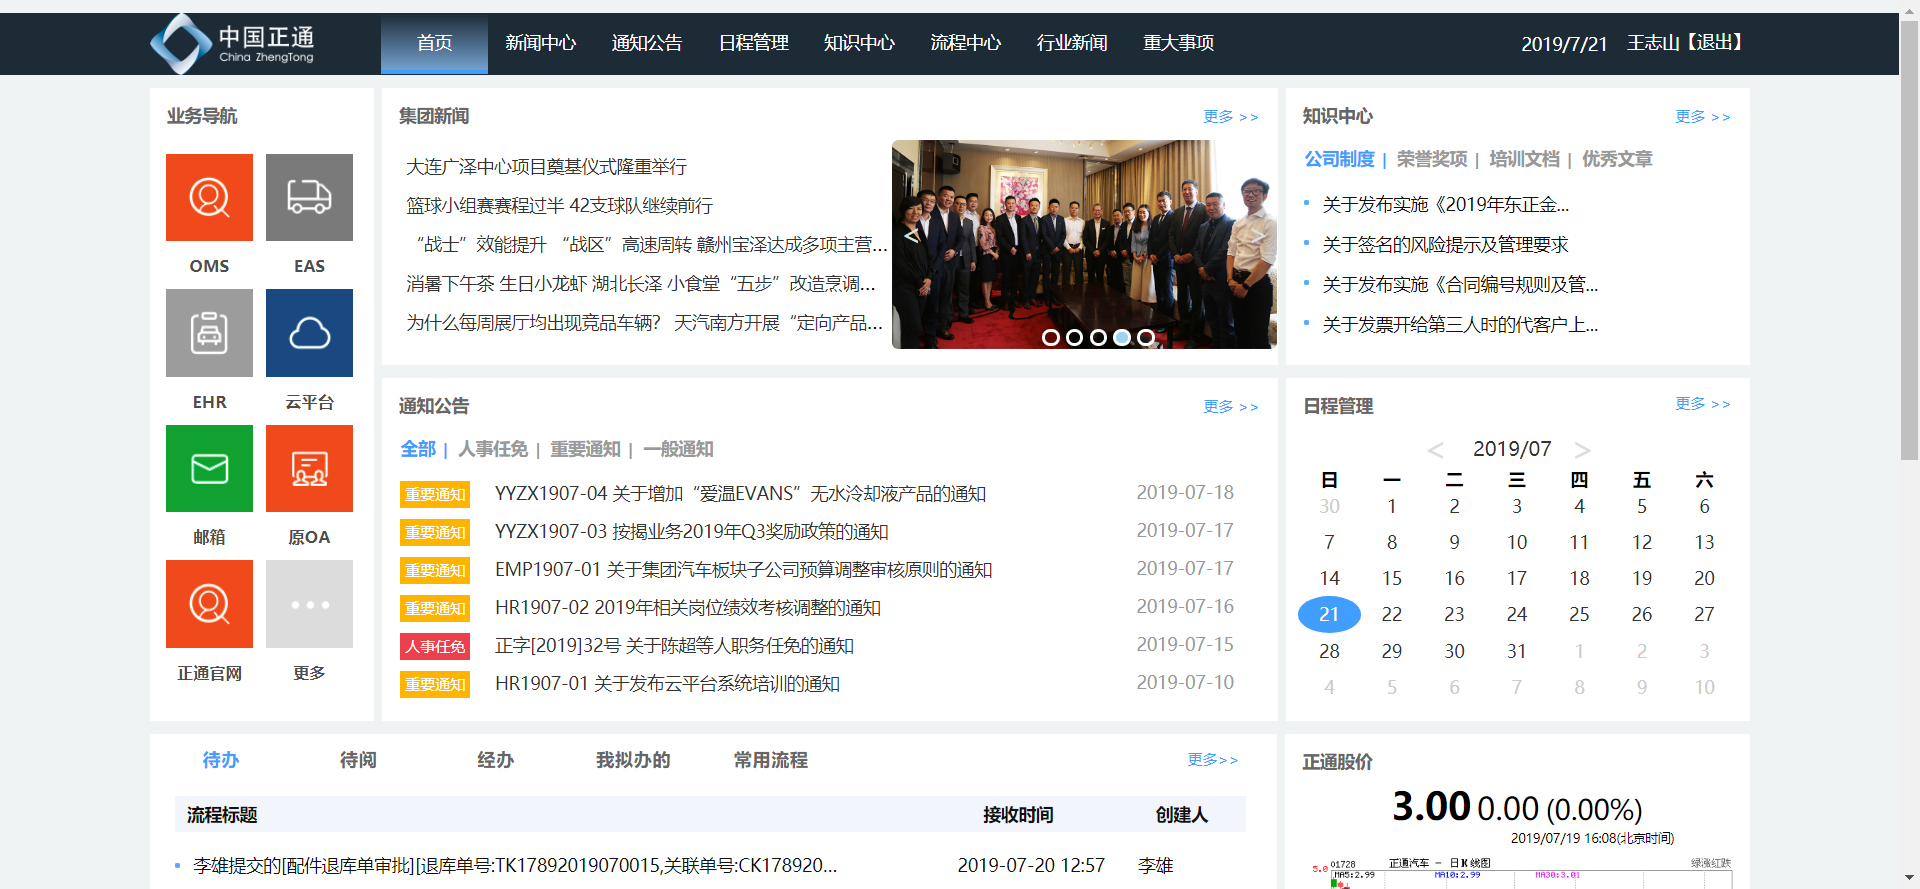 中国正通
China ZhengTong
首页 新闻中心 通知公告 日程管理 知识中心 流程中心 行业新闻 重大事项
2019/7/21 王志山【退出】
业务导航
OMS EAS
EHR 云平台
邮箱 原OA
正通官网 更多
集团新闻 更多 >>
大连广泽中心项目奠基仪式隆重举行
篮球小组赛赛程过半 42支球队继续前行
“战士”效能提升 “战区”高速周转 赣州宝泽达成多项主营...
消暑下午茶 生日小龙虾 湖北长泽 小食堂“五步”改造烹调...
为什么每周展厅均出现竞品车辆? 天汽南方开展“定向产品...
< >
知识中心 更多 >>
公司制度 | 荣誉奖项 | 培训文档 | 优秀文章
关于发布实施《2019年东正金...
关于签名的风险提示及管理要求
关于发布实施《合同编号规则及管...
关于发票开给第三人时的代客户上...
通知公告 更多 >>
全部 | 人事任免 | 重要通知 | 一般通知
重要通知 YYZX1907-04 关于增加“爱温EVANS”无水冷却液产品的通知 2019-07-18
重要通知 YYZX1907-03 按揭业务2019年Q3奖励政策的通知 2019-07-17
重要通知 EMP1907-01 关于集团汽车板块子公司预算调整审核原则的通知 2019-07-17
重要通知 HR1907-02 2019年相关岗位绩效考核调整的通知 2019-07-16
人事任免 正字[2019]32号 关于陈超等人职务任免的通知 2019-07-15
重要通知 HR1907-01 关于发布云平台系统培训的通知 2019-07-10
日程管理 更多 >>
< 2019/07 >
日 一 二 三 四 五 六
30 1 2 3 4 5 6
7 8 9 10 11 12 13
14 15 16 17 18 19 20
21 22 23 24 25 26 27
28 29 30 31 1 2 3
4 5 6 7 8 9 10
待办 待阅 经办 我拟办的 常用流程 更多>>
流程标题 接收时间 创建人
李雄提交的[配件退库单审批][退库单号:TK17892019070015,关联单号:CK178920... 2019-07-20 12:57 李雄
正通股价
3.00 0.00 (0.00%)
2019/07/19 16:08(北京时间)
01728 正通汽车 - 日K线图 绿涨红跌
5.0 MA5:2.99 MA10:2.99 MA30:3.01